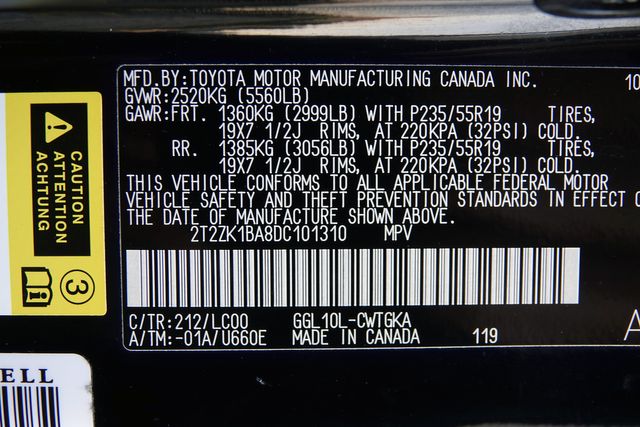 MFD.BY:TOYOTA MOTOR MANUFACTURING CANADA INC. 10
GVWR:2520KG (5560LB)
GAWR:FRT. 1360KG (2999LB) WITH P235/55R19 TIRES,
19X7 1/2J RIMS, AT 220KPA (32PSI) COLD.
RR. 1385KG (3056LB) WITH P235/55R19 TIRES,
19X7 1/2J RIMS, AT 220KPA (32PSI) COLD.
THIS VEHICLE CONFORMS TO ALL APPLICABLE FEDERAL MOTOR
VEHICLE SAFETY AND THEFT PREVENTION STANDARDS IN EFFECT O
THE DATE OF MANUFACTURE SHOWN ABOVE.
2T2ZK1BA8DC101310 MPV
C/TR:212/LC00 GGL10L-CWTGKA
A/TM:-01A/U660E MADE IN CANADA 119
A
CAUTION
ATTENTION
ACHTUNG
i
3
ELL